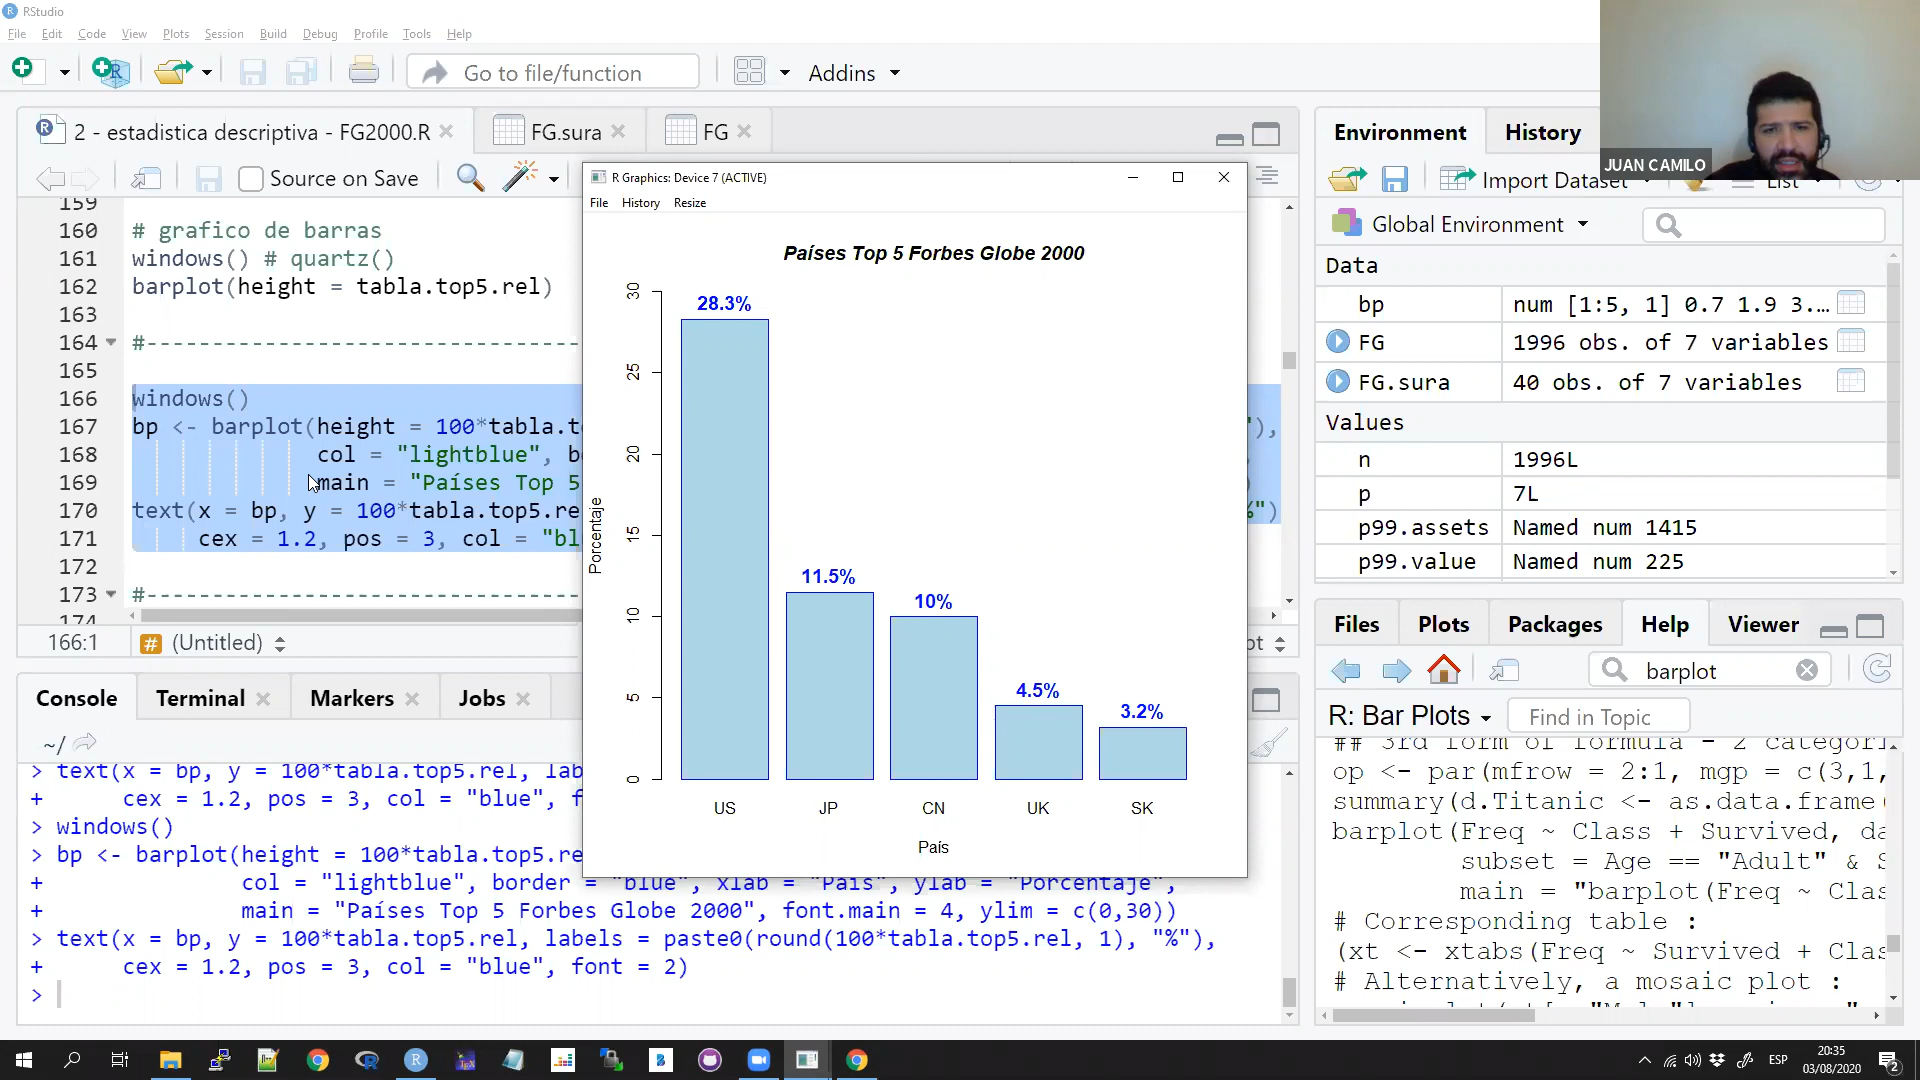 RStudio
File Edit Code View Plots Session Build Debug Profile Tools Help
Go to file/function
Addins
2 - estadistica descriptiva - FG2000.R
FG.sura
FG
Source on Save
159
160 # grafico de barras
161 windows() # quartz()
162 barplot(height = tabla.top5.rel)
163
164 #----------------------------------
165
166 windows()
167 bp <- barplot(height = 100*tabla.t
"),
168 col = "lightblue", b
169 main = "Países Top 5
170 text(x = bp, y = 100*tabla.top5.re
%")
171 cex = 1.2, pos = 3, col = "bl
172
173 #----------------------------------
174
166:1
(Untitled)
Console Terminal Markers Jobs
~/
> text(x = bp, y = 100*tabla.top5.rel, lab
+ cex = 1.2, pos = 3, col = "blue", f
> windows()
> bp <- barplot(height = 100*tabla.top5.re
+ col = "lightblue", border = "blue", xlab = "País", ylab = "Porcentaje",
+ main = "Países Top 5 Forbes Globe 2000", font.main = 4, ylim = c(0,30))
> text(x = bp, y = 100*tabla.top5.rel, labels = paste0(round(100*tabla.top5.rel, 1), "%"),
+ cex = 1.2, pos = 3, col = "blue", font = 2)
>
R Graphics: Device 7 (ACTIVE)
File History Resize
Países Top 5 Forbes Globe 2000
Porcentaje
30
25
20
15
10
5
0
28.3%
11.5%
10%
4.5%
3.2%
US JP CN UK SK
País
Environment History
JUAN CAMILO
Import Dataset
List
Global Environment
Data
bp num [1:5, 1] 0.7 1.9 3.…
FG 1996 obs. of 7 variables
FG.sura 40 obs. of 7 variables
Values
n 1996L
p 7L
p99.assets Named num 1415
p99.value Named num 225
Files Plots Packages Help Viewer
barplot
R: Bar Plots
Find in Topic
## 3rd form of formula - 2 categori
op <- par(mfrow = 2:1, mgp = c(3,1,
summary(d.Titanic <- as.data.frame(
barplot(Freq ~ Class + Survived, da
subset = Age == "Adult" & S
main = "barplot(Freq ~ Clas
# Corresponding table :
(xt <- xtabs(Freq ~ Survived + Clas
# Alternatively, a mosaic plot :
ESP
20:35
03/08/2020
2